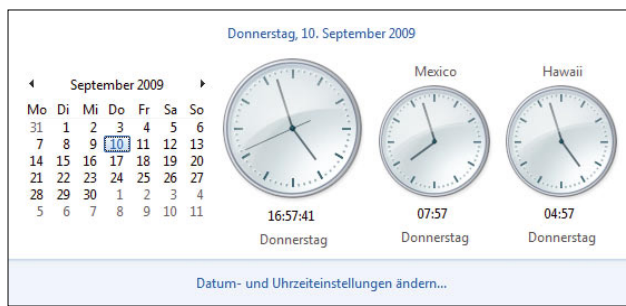 Donnerstag, 10. September 2009
September 2009
Mo Di Mi Do Fr Sa So
31 1 2 3 4 5 6
7 8 9 10 11 12 13
14 15 16 17 18 19 20
21 22 23 24 25 26 27
28 29 30 1 2 3 4
5 6 7 8 9 10 11
16:57:41
Donnerstag
Mexico
07:57
Donnerstag
Hawaii
04:57
Donnerstag
Datum- und Uhrzeiteinstellungen ändern...